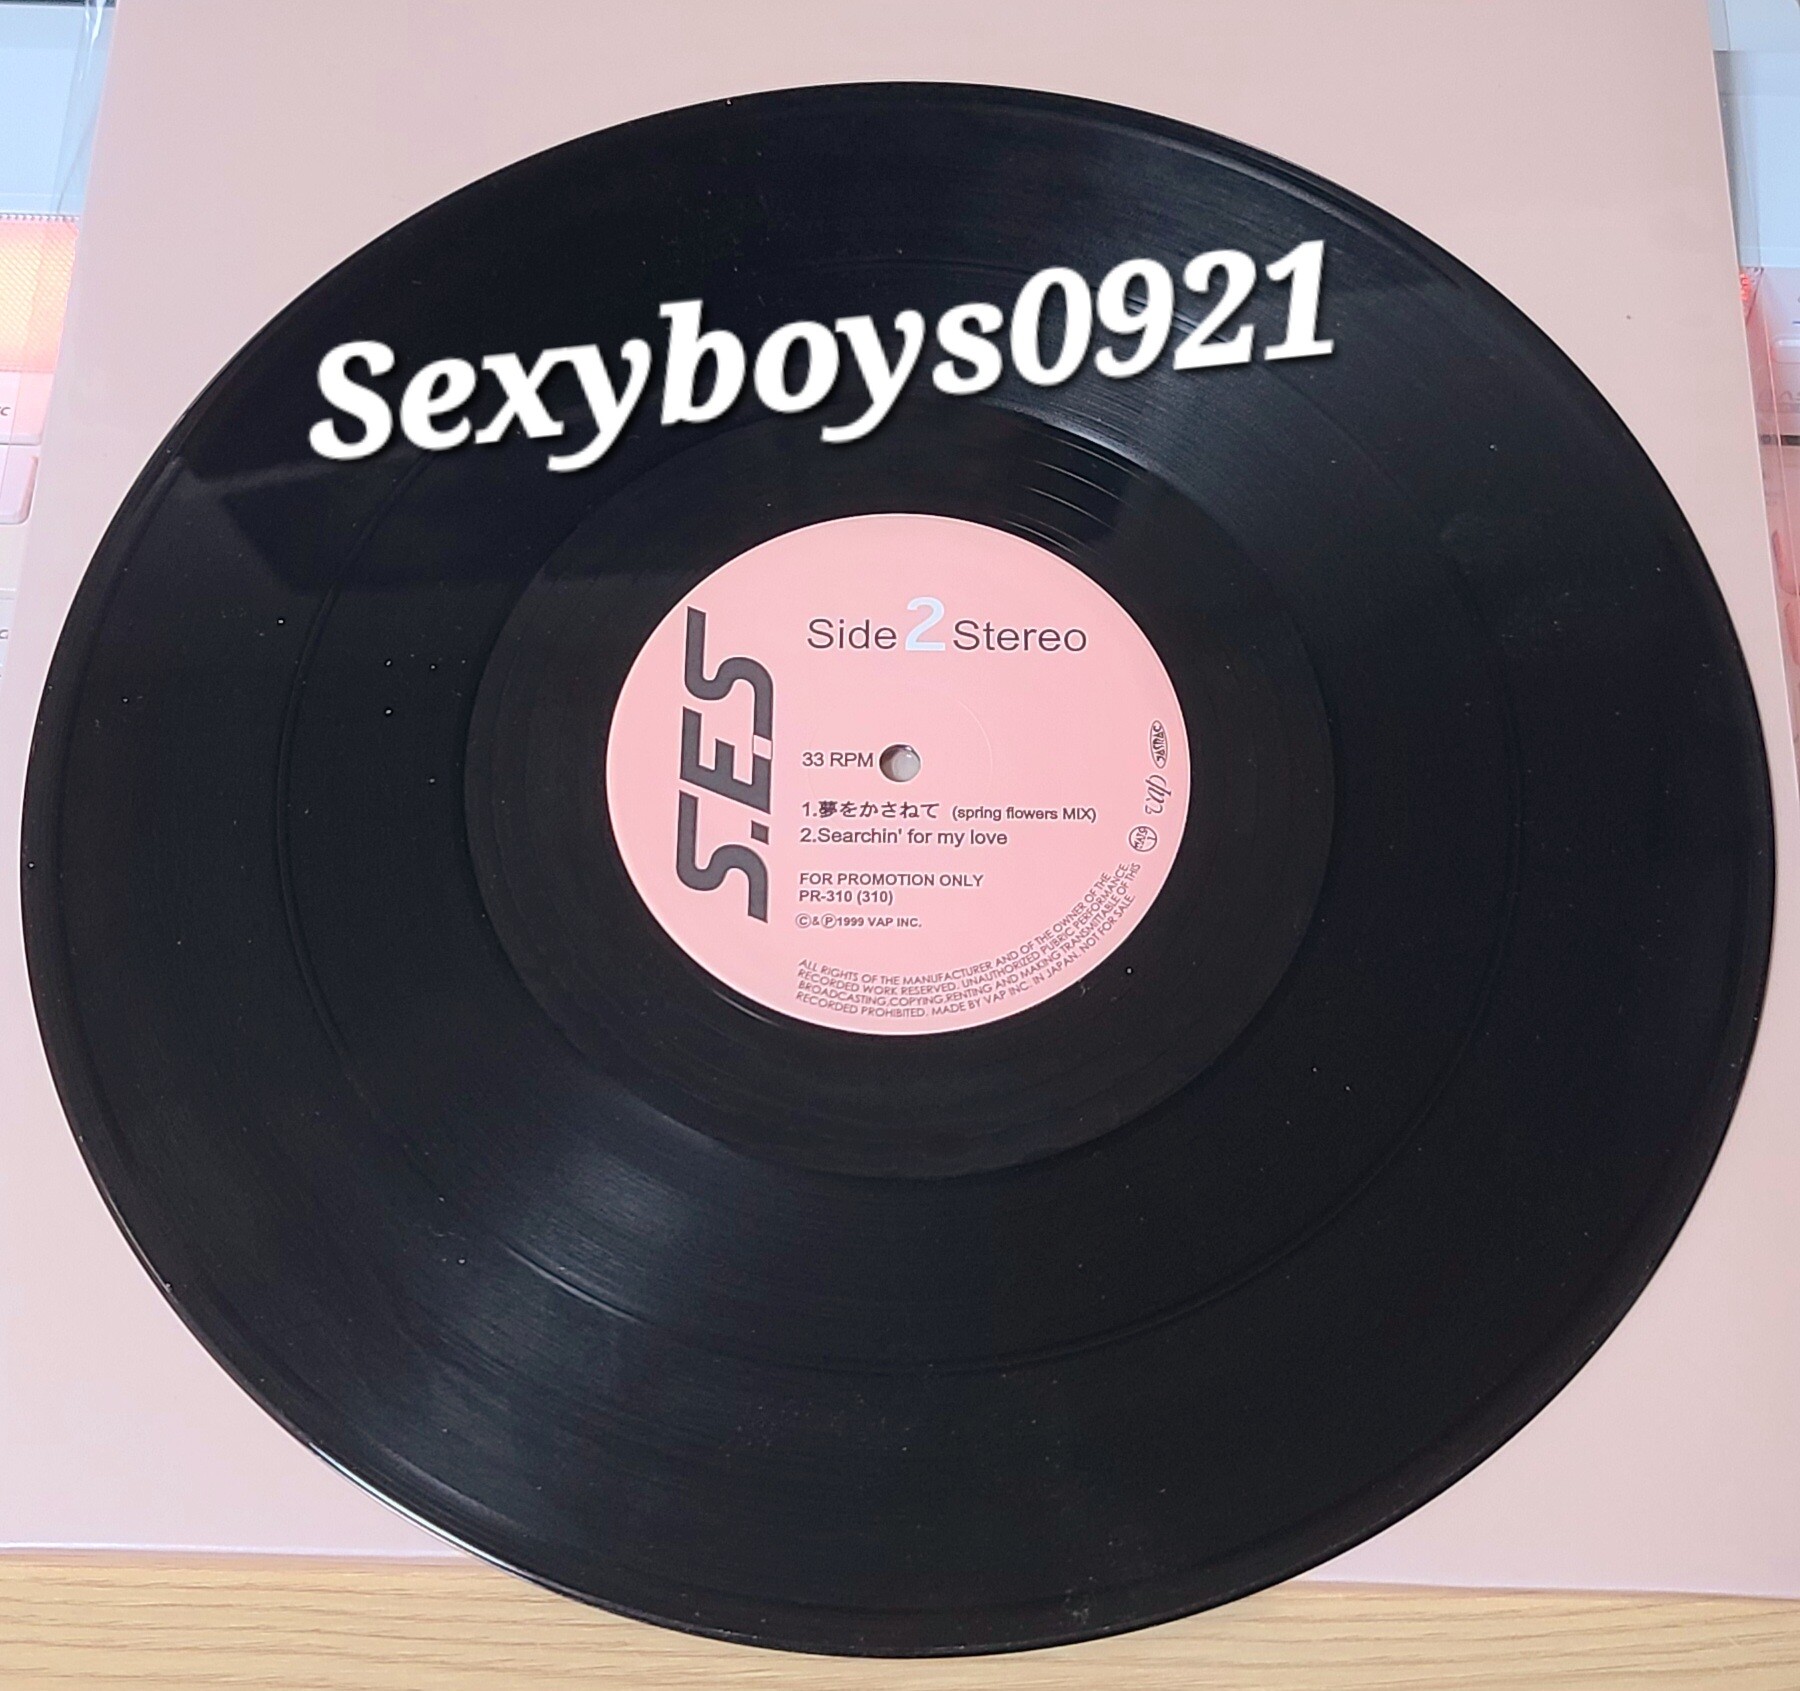 Sexyboys0921
Side 2 Stereo
S.E.S
33 RPM
1.夢をかさねて (spring flowers MIX)
2.Searchin' for my love
FOR PROMOTION ONLY
PR-310 (310)
Ⓒ&Ⓟ1999 VAP INC.
JASRAC
ALL RIGHTS OF THE MANUFACTURER AND OF THE OWNER OF THE
RECORDED WORK RESERVED. UNAUTHORIZED PUBRIC PERFORMANCE.
BROADCASTING,COPYING,RENTING AND MAKING TRANSMITTABLE OF THIS
RECORDED PROHIBITED. MADE BY VAP INC. IN JAPAN. NOT FOR SALE